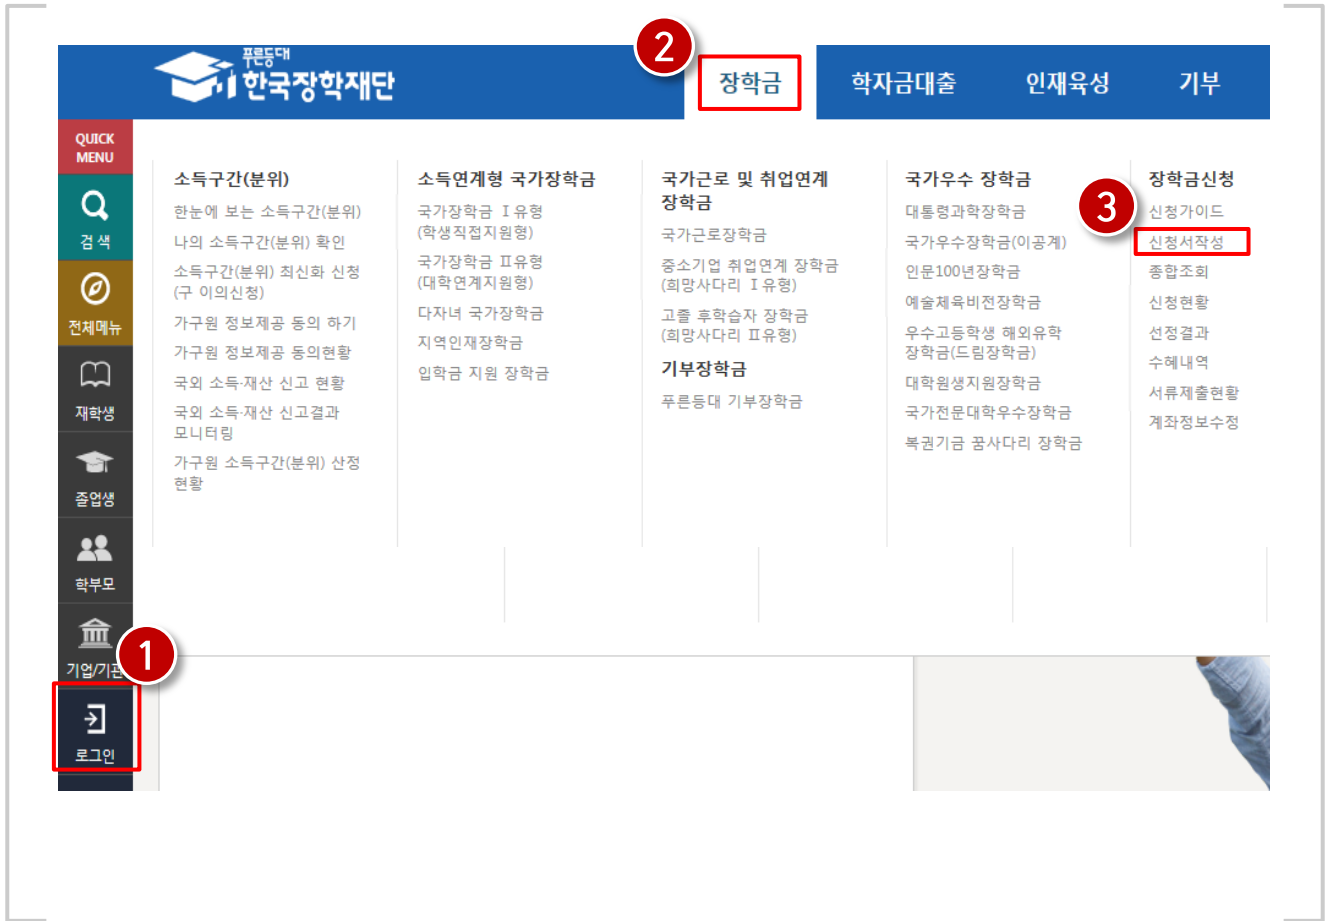 푸른등대
한국장학재단
2
장학금
학자금대출
인재육성
기부
QUICK
MENU
검색
전체메뉴
재학생
졸업생
학부모
기업/기관
1
로그인
소득구간(분위)
한눈에 보는 소득구간(분위)
나의 소득구간(분위) 확인
소득구간(분위) 최신화 신청
(구 이의신청)
가구원 정보제공 동의 하기
가구원 정보제공 동의현황
국외 소득·재산 신고 현황
국외 소득·재산 신고결과
모니터링
가구원 소득구간(분위) 산정
현황
소득연계형 국가장학금
국가장학금 Ⅰ유형
(학생직접지원형)
국가장학금 Ⅱ유형
(대학연계지원형)
다자녀 국가장학금
지역인재장학금
입학금 지원 장학금
국가근로 및 취업연계
장학금
국가근로장학금
중소기업 취업연계 장학금
(희망사다리 Ⅰ유형)
고졸 후학습자 장학금
(희망사다리 Ⅱ유형)
기부장학금
푸른등대 기부장학금
국가우수 장학금
대통령과학장학금
국가우수장학금(이공계)
인문100년장학금
예술체육비전장학금
우수고등학생 해외유학
장학금(드림장학금)
대학원생지원장학금
국가전문대학우수장학금
복권기금 꿈사다리 장학금
3
장학금신청
신청가이드
신청서작성
종합조회
신청현황
선정결과
수혜내역
서류제출현황
계좌정보수정